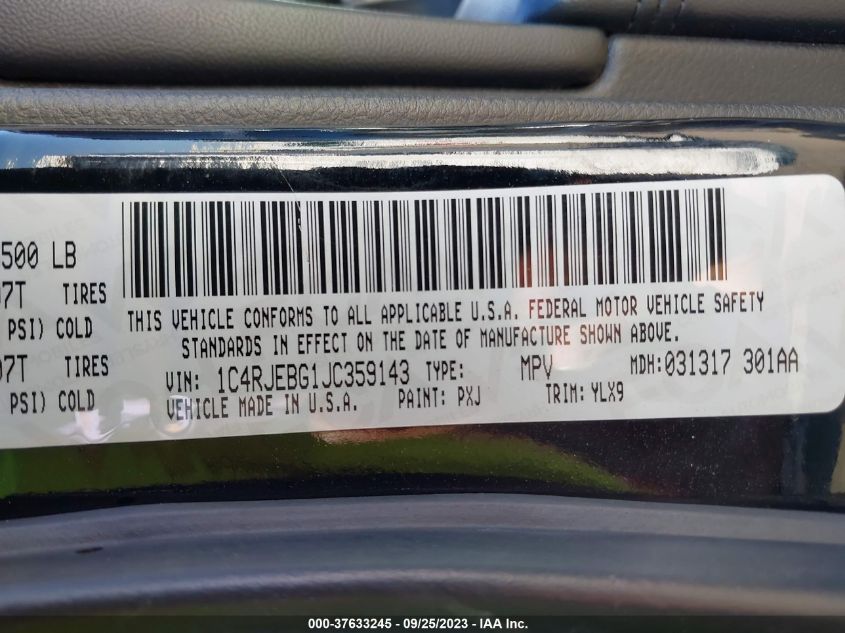 500 LB
07T TIRES
PSI) COLD
07T TIRES
PSI) COLD
THIS VEHICLE CONFORMS TO ALL APPLICABLE U.S.A. FEDERAL MOTOR VEHICLE SAFETY
STANDARDS IN EFFECT ON THE DATE OF MANUFACTURE SHOWN ABOVE.
VIN: 1C4RJEBG1JC359143 TYPE: MPV MDH: 031317 301AA
VEHICLE MADE IN U.S.A. PAINT: PXJ TRIM: YLX9
000-37633245 - 09/25/2023 - IAA Inc.